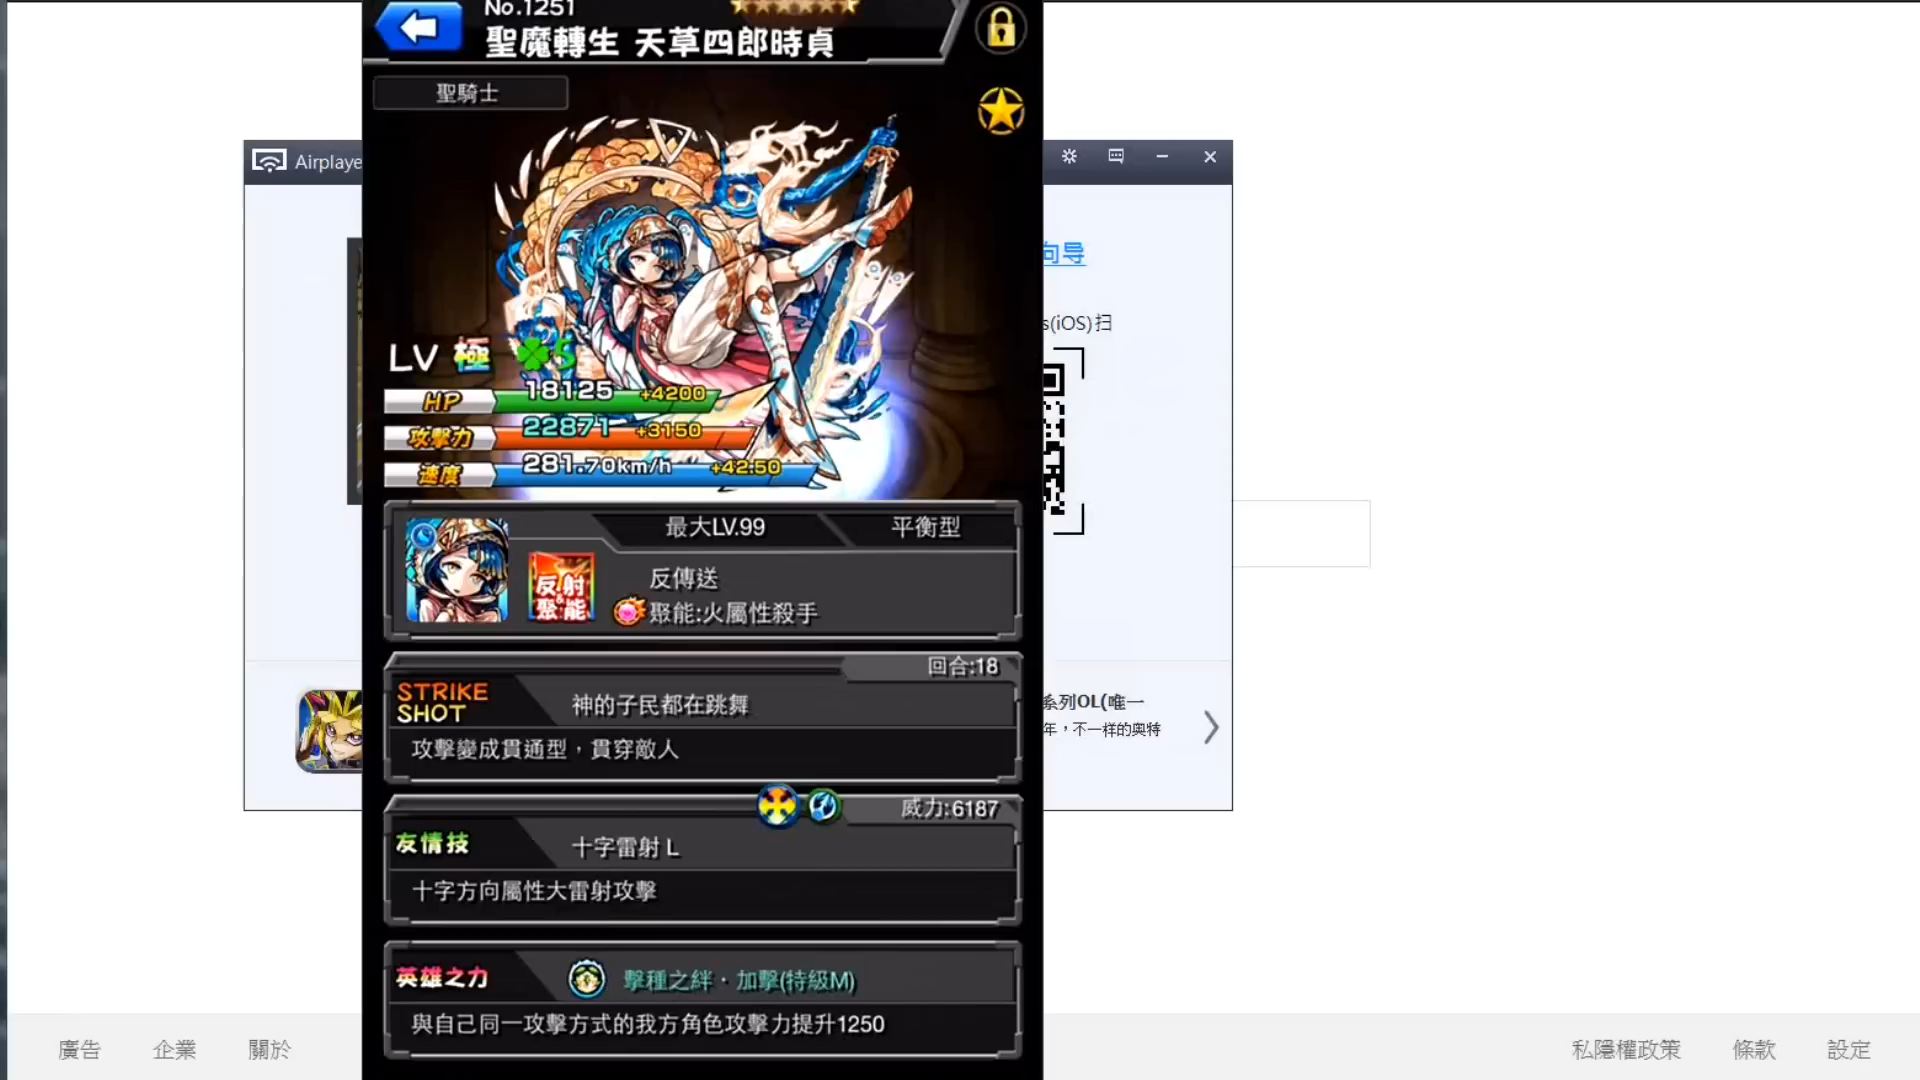 No.1251
聖魔轉生 天草四郎時貞
聖騎士
Airplaye
向导
s(iOS)扫
LV 極 5
HP 18125 +4200
攻擊力 22871 +3150
速度 281.70km/h +42.50
最大LV.99 平衡型
反射 聚能
反傳送
聚能:火屬性殺手
回合:18
STRIKE SHOT 神的子民都在跳舞
攻擊變成貫通型，貫穿敵人
系列OL(唯一
年，不一样的奥特
威力:6187
友情技 十字雷射 L
十字方向屬性大雷射攻擊
英雄之力 擊種之絆・加擊(特級M)
與自己同一攻擊方式的我方角色攻擊力提升1250
廣告 企業 關於
私隱權政策 條款 設定